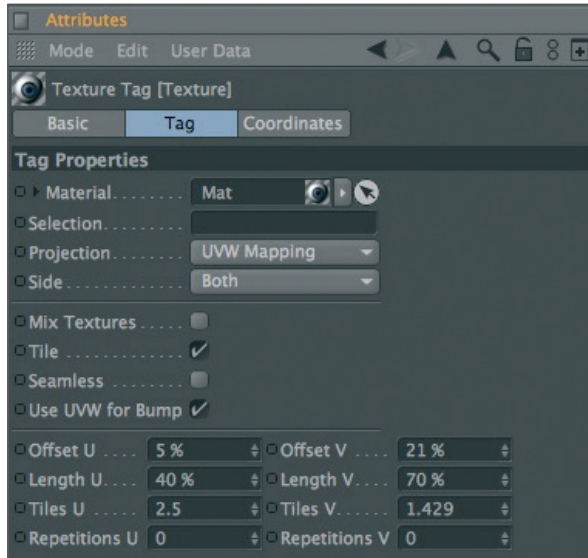 Attributes
Mode Edit User Data
Texture Tag [Texture]
Basic Tag Coordinates
Tag Properties
Material........ Mat
Selection.........
Projection........ UVW Mapping
Side............. Both
Mix Textures.....
Tile.............
Seamless........
Use UVW for Bump
Offset U.... 5 % Offset V.... 21 %
Length U.... 40 % Length V.... 70 %
Tiles U.... 2.5 Tiles V..... 1.429
Repetitions U 0 Repetitions V 0